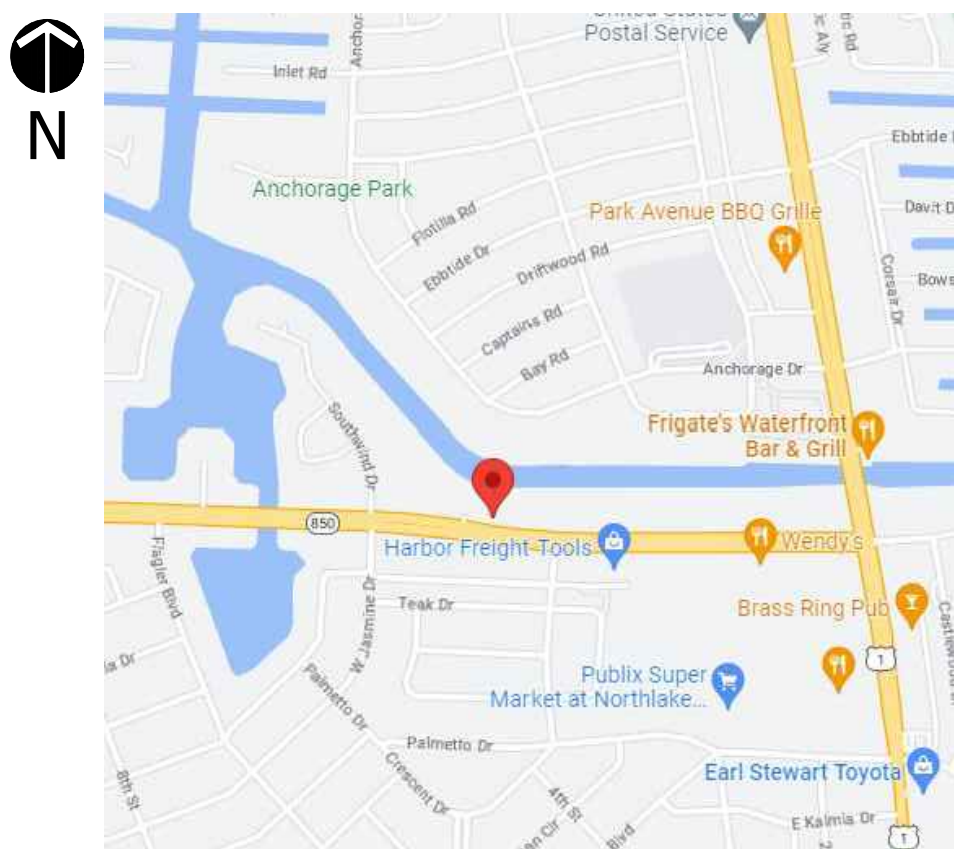 N
United States
Postal Service
Anchor
Inlet Rd
Ebbtide
Anchorage Park
Park Avenue BBQ Grille
Davit D
Flotilla Rd
Ebbtide Dr
Driftwood Rd
Corsair Dr
Bows
Captains Rd
Bay Rd
Anchorage Dr
Southwind Dr
Frigate's Waterfront
Bar & Grill
850
Harbor Freight Tools
Wendy's
Flagler Blvd
W Jasmine Dr
Teak Dr
Brass Ring Pub
1
Publix Super
Market at Northlake...
a Dr
Palmetto Dr
Palmetto Dr
Crescent Dr
Earl Stewart Toyota
8th St
4th St
E Kalmia Dr
Blvd
1